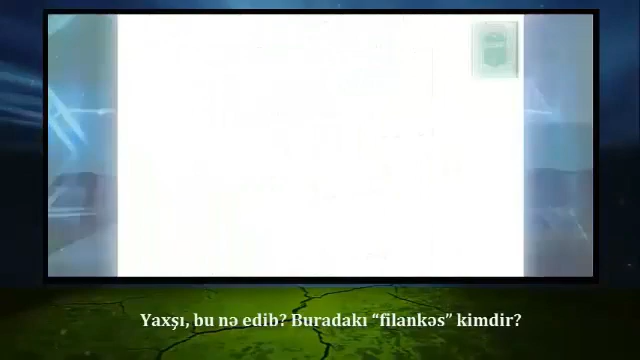 Yaxşı, bu nə edib? Buradakı “filankəs” kimdir?